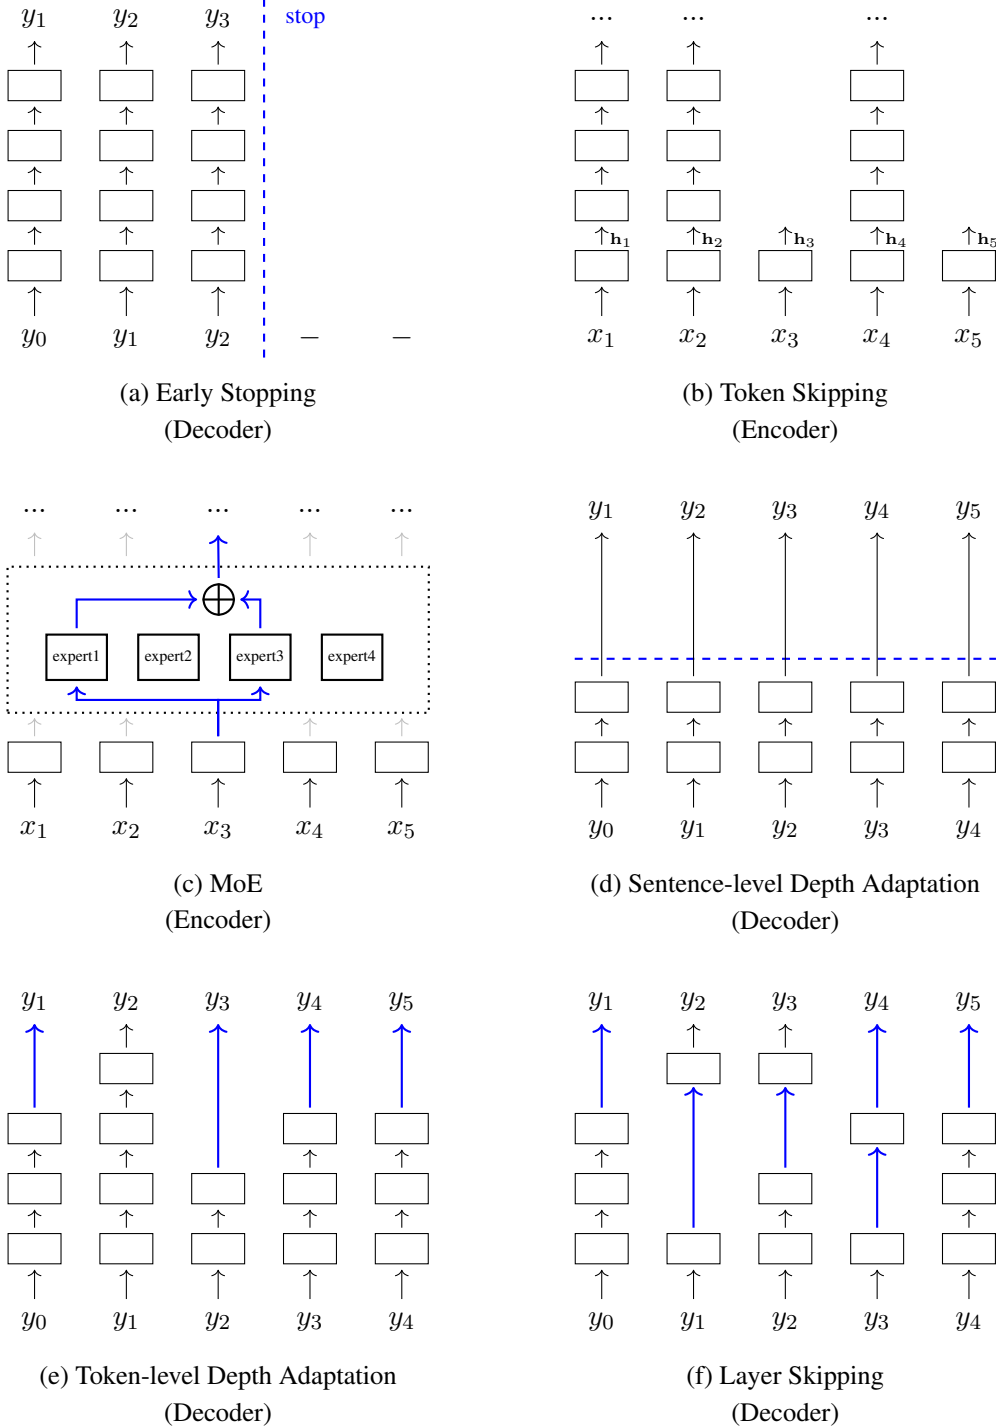 y1 y2 y3 stop
y0 y1 y2 – –
(a) Early Stopping
(Decoder)
... ... ...
h1 h2 h3 h4 h5
x1 x2 x3 x4 x5
(b) Token Skipping
(Encoder)
... ... ... ... ...
expert1 expert2 expert3 expert4
x1 x2 x3 x4 x5
(c) MoE
(Encoder)
y1 y2 y3 y4 y5
y0 y1 y2 y3 y4
(d) Sentence-level Depth Adaptation
(Decoder)
y1 y2 y3 y4 y5
y0 y1 y2 y3 y4
(e) Token-level Depth Adaptation
(Decoder)
y1 y2 y3 y4 y5
y0 y1 y2 y3 y4
(f) Layer Skipping
(Decoder)